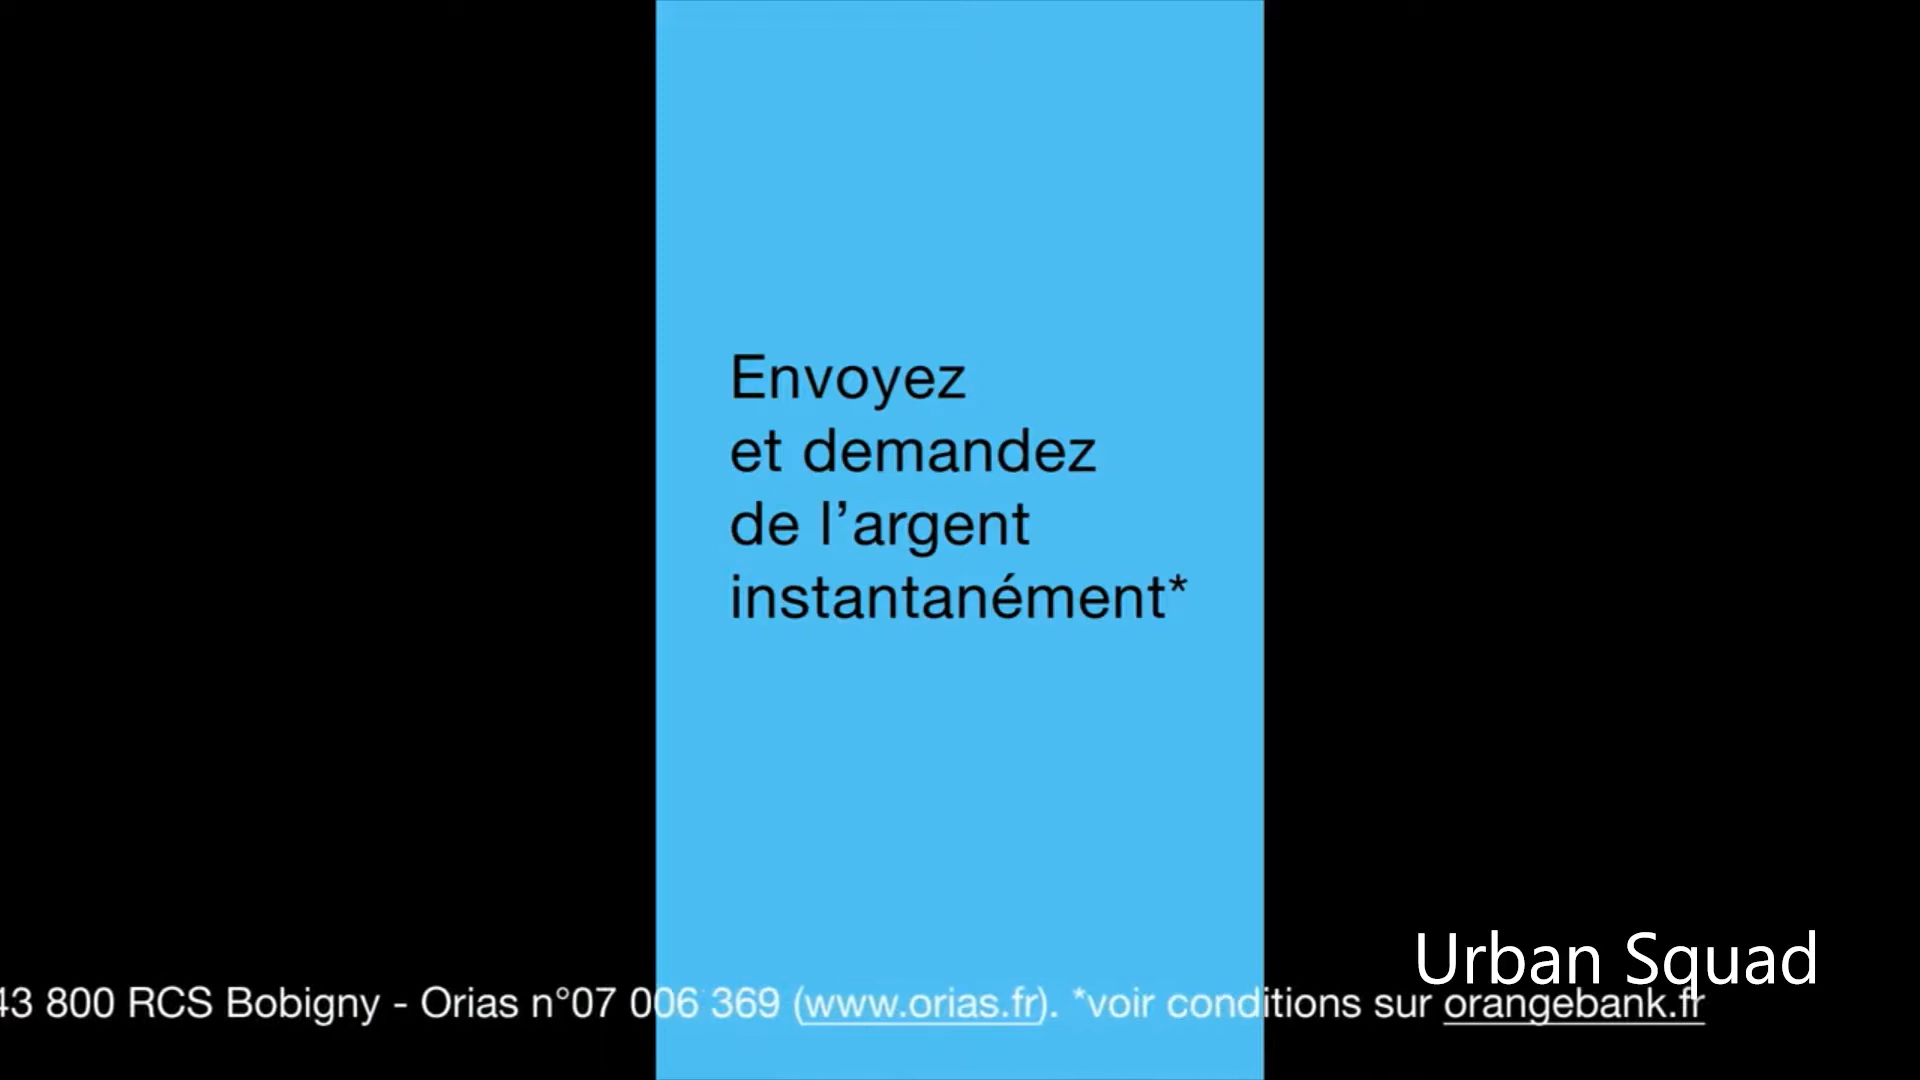 Envoyez
et demandez
de l’argent
instantanément*
Urban Squad
43 800 RCS Bobigny - Orias n°07 006 369 (www.orias.fr). *voir conditions sur orangebank.fr